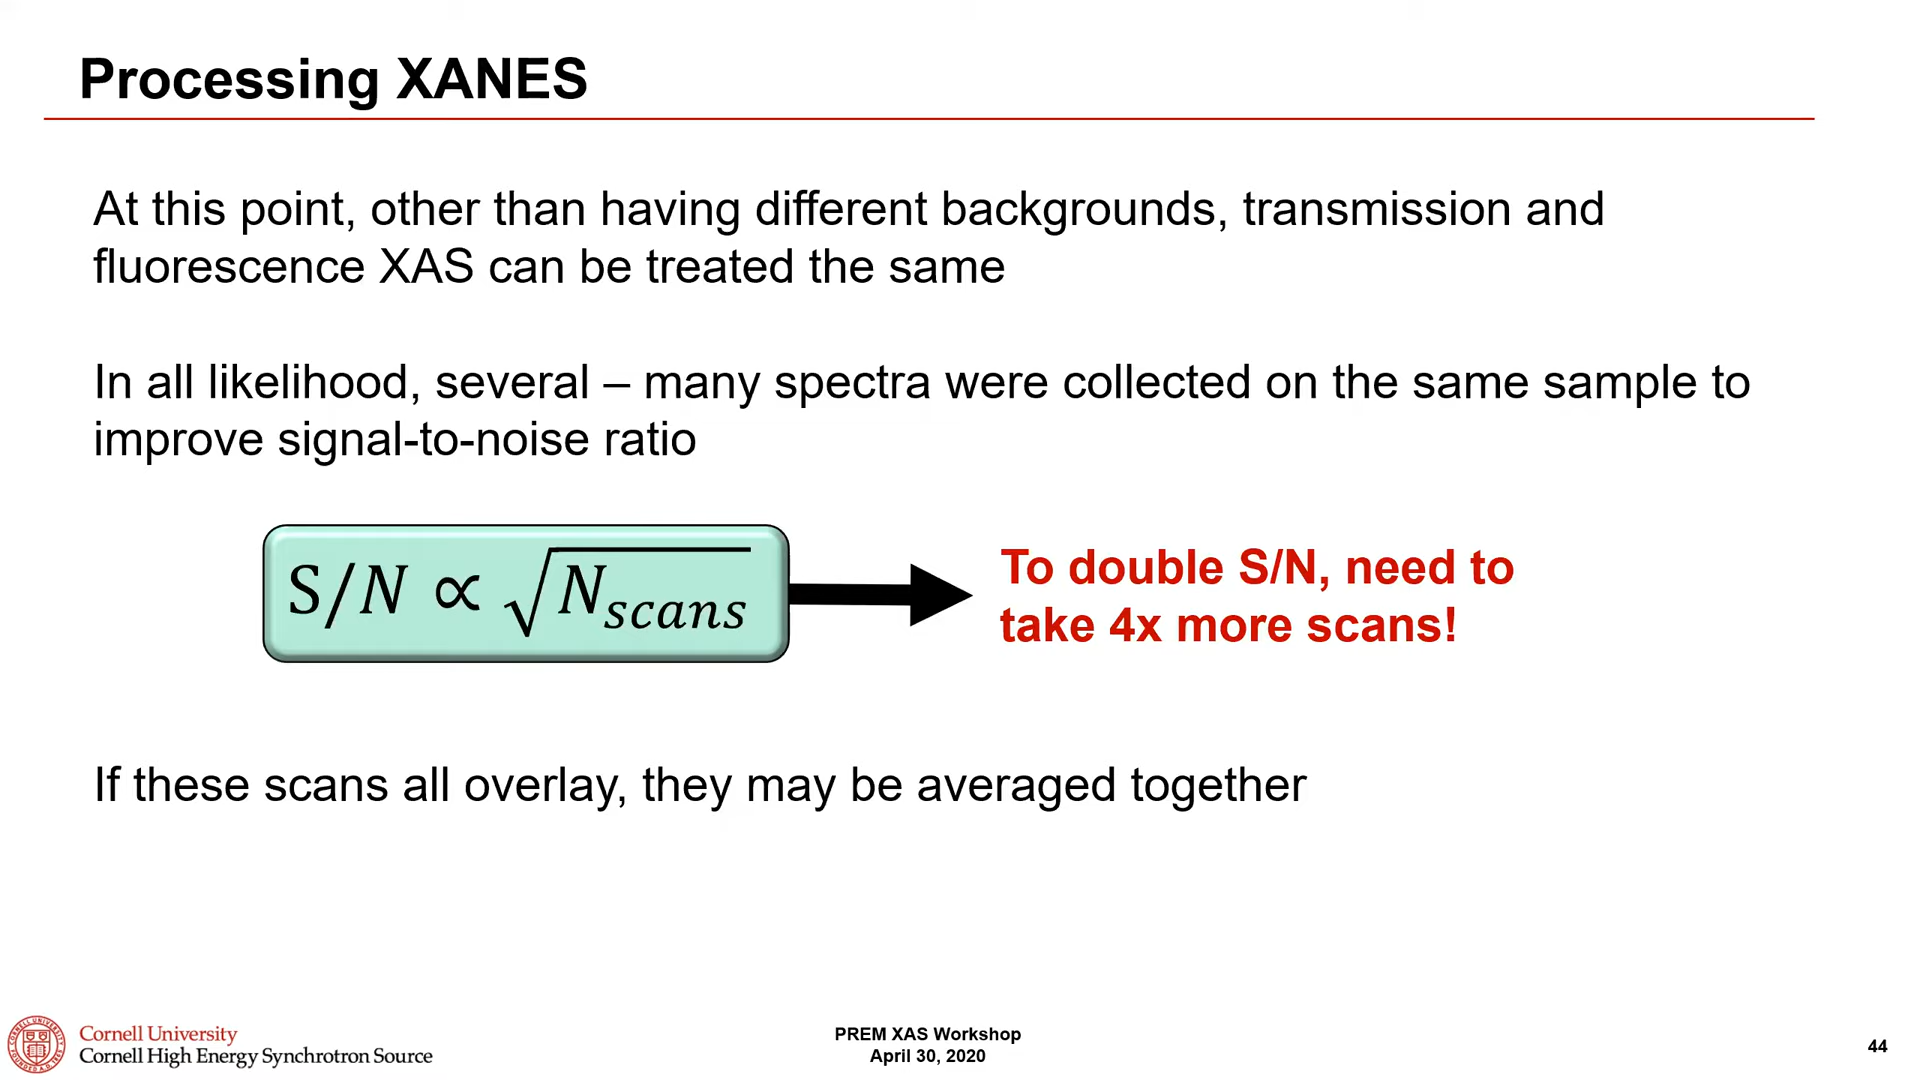 Processing XANES
At this point, other than having different backgrounds, transmission and
fluorescence XAS can be treated the same
In all likelihood, several – many spectra were collected on the same sample to
improve signal-to-noise ratio
S/N ∝ √N_scans
To double S/N, need to
take 4x more scans!
If these scans all overlay, they may be averaged together
Cornell University
Cornell High Energy Synchrotron Source
PREM XAS Workshop
April 30, 2020
44